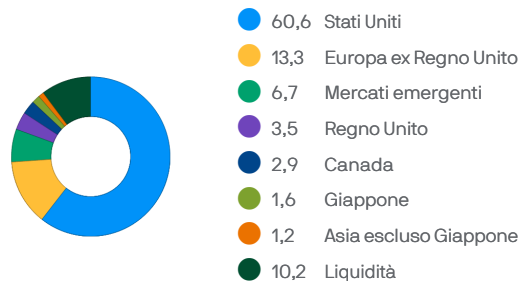 60,6 Stati Uniti
13,3 Europa ex Regno Unito
6,7 Mercati emergenti
3,5 Regno Unito
2,9 Canada
1,6 Giappone
1,2 Asia escluso Giappone
10,2 Liquidità